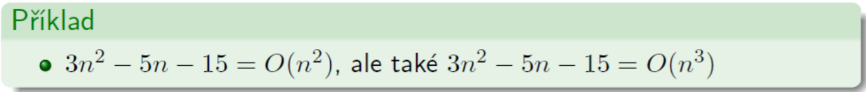 Příklad
3n² − 5n − 15 = O(n²), ale také 3n² − 5n − 15 = O(n³)